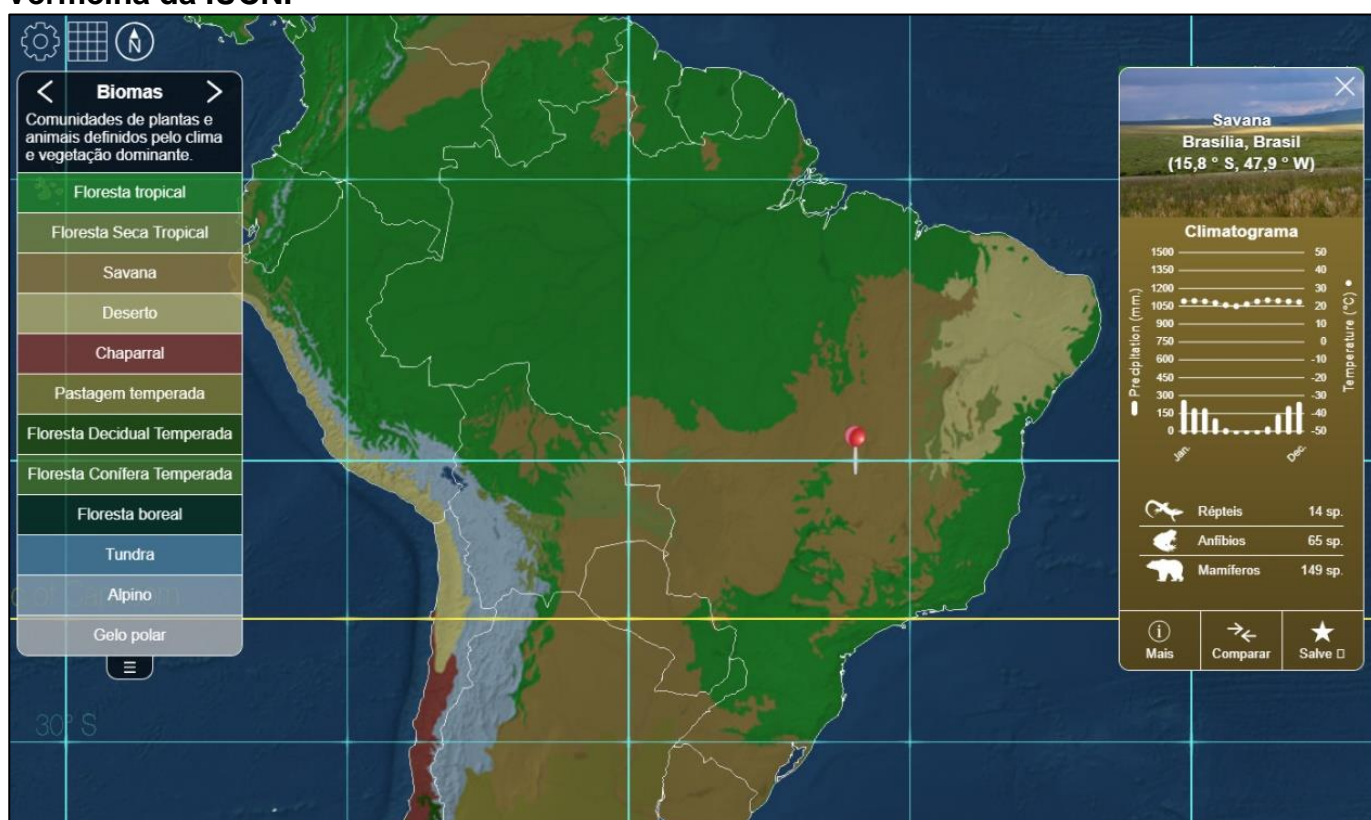 Biomas
Comunidades de plantas e
animais definidos pelo clima
e vegetação dominante.
Floresta tropical
Floresta Seca Tropical
Savana
Deserto
Chaparral
Pastagem temperada
Floresta Decidual Temperada
Floresta Conífera Temperada
Floresta boreal
Tundra
Alpino
Gelo polar
30° S
N
Savana
Brasília, Brasil
(15,8 ° S, 47,9 ° W)
Climatograma
Precipitation (mm.)
1500
1350
1200
1050
900
750
600
450
300
150
0
50
40
30
20
10
0
-10
-20
-30
-40
-50
Temperature (°C)
Jan.
Dec.
Répteis 14 sp.
Anfíbios 65 sp.
Mamíferos 149 sp.
Mais
Comparar
Salve